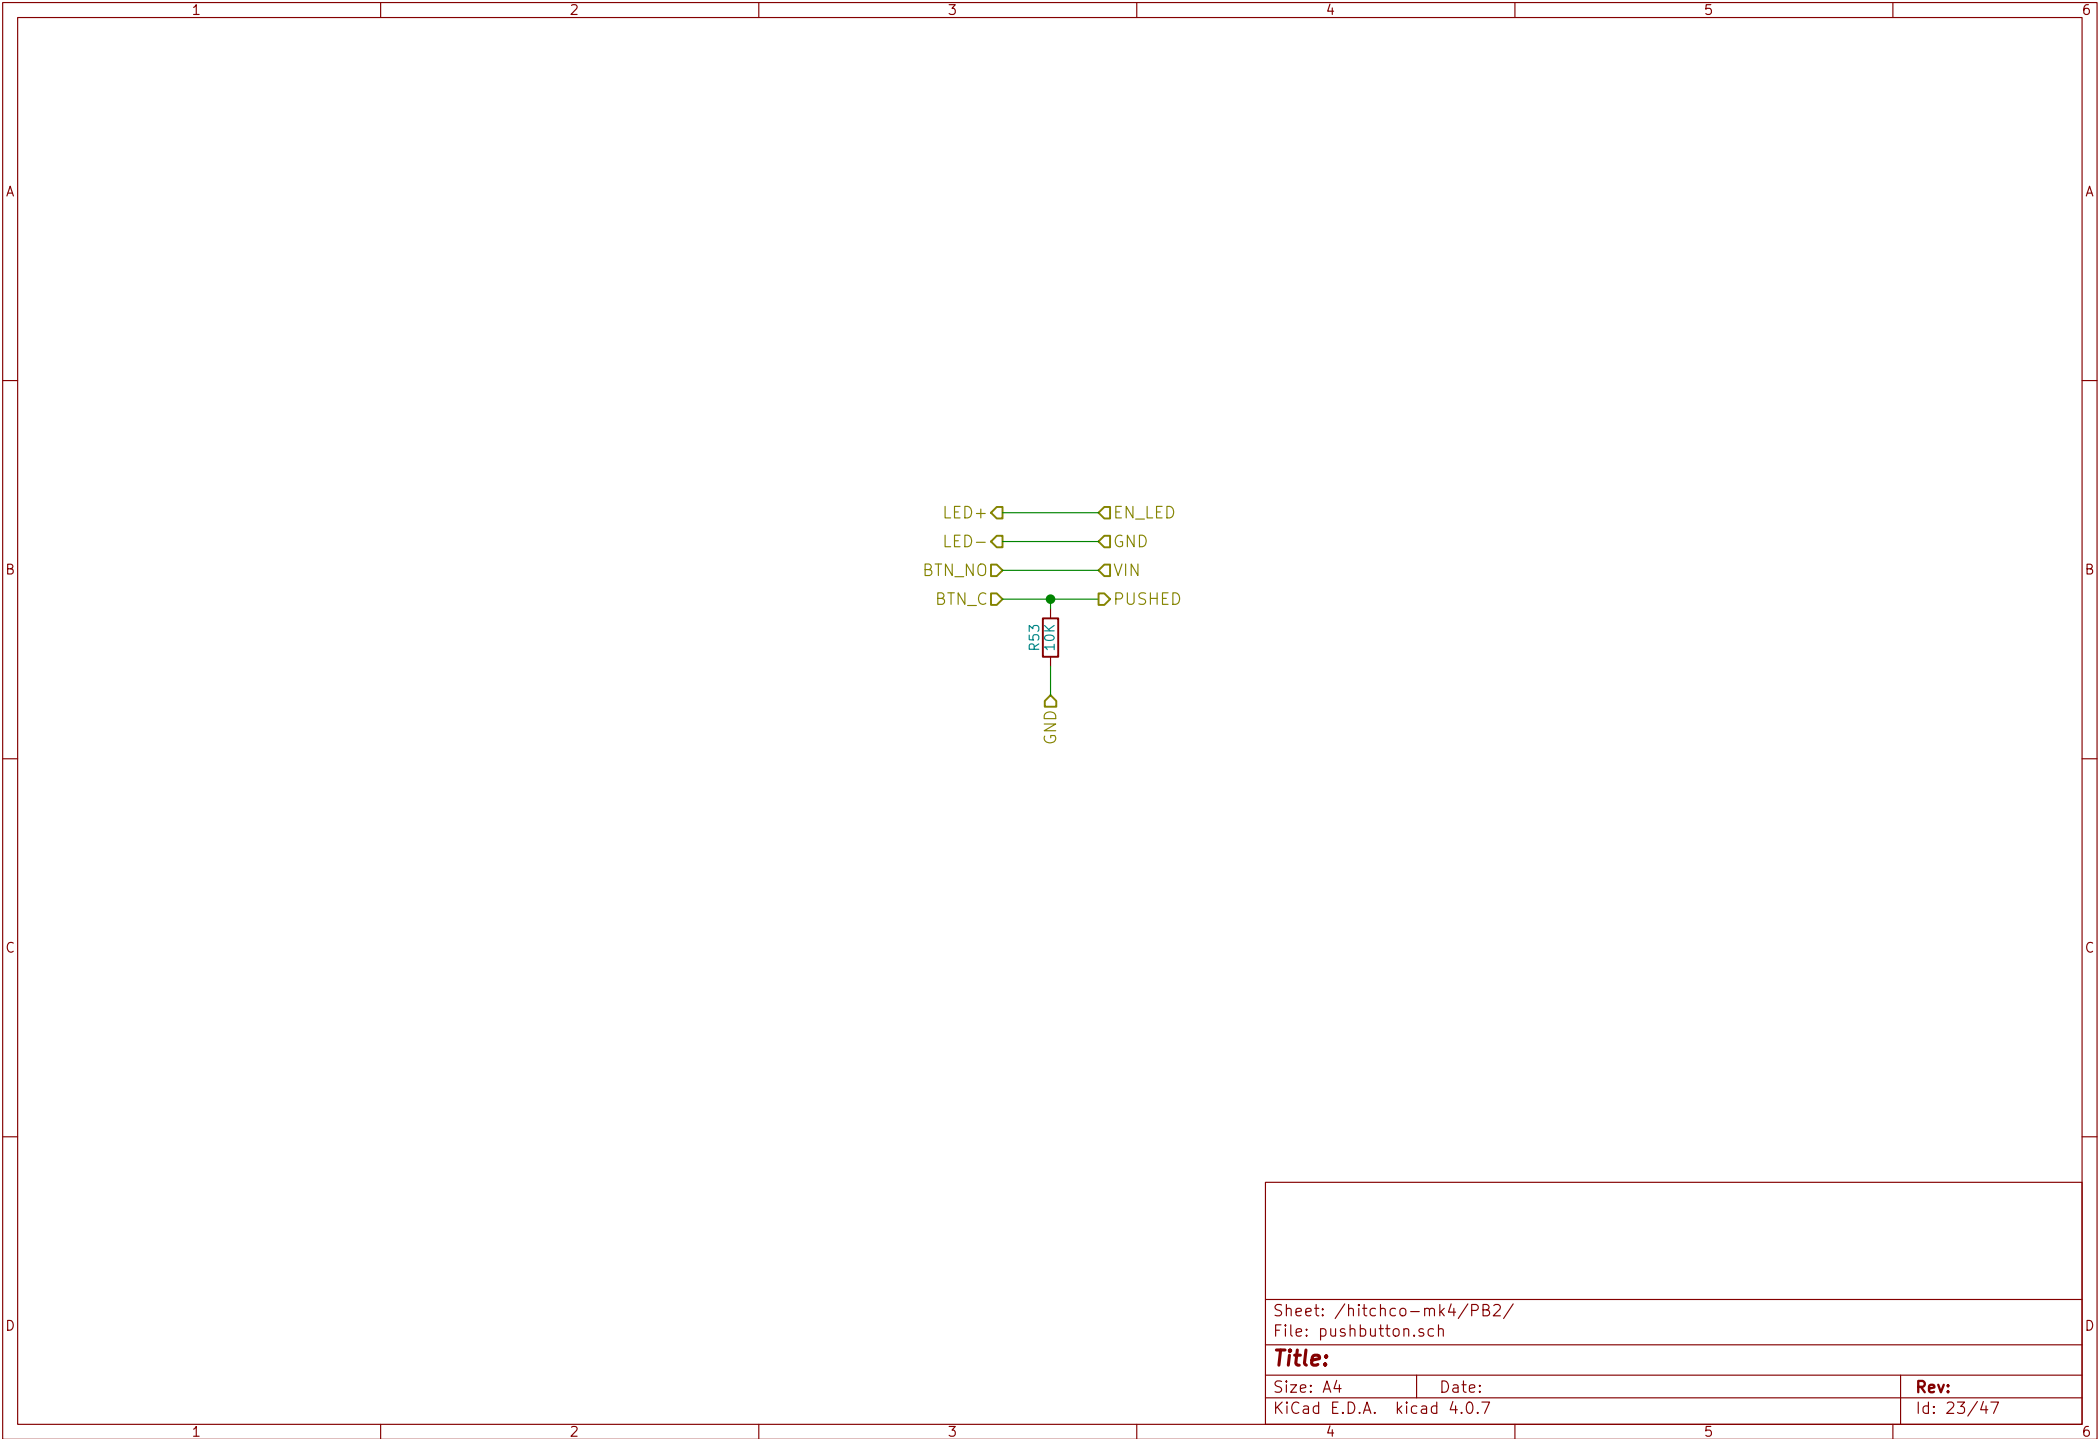 1 2 3 4 5 6
A A
LED+ EN_LED
LED- GND
B BTN_NO VIN B
BTN_C PUSHED
R53
10K
GND
C C
Sheet: /hitchco-mk4/PB2/
D File: pushbutton.sch D
Title:
Size: A4 Date: Rev:
KiCad E.D.A. kicad 4.0.7 Id: 23/47
1 2 3 4 5 6